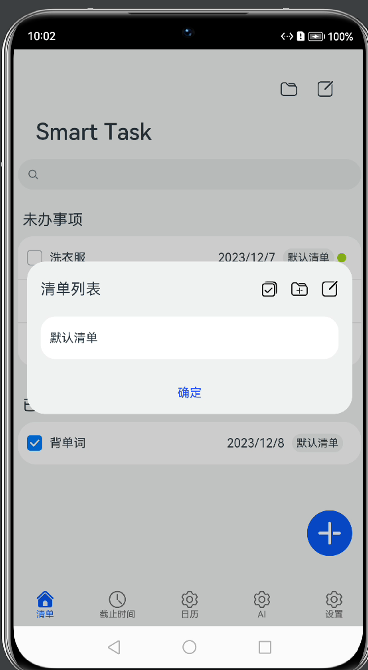 10:02
100%
Smart Task
未办事项
洗衣服 2023/12/7 默认清单
清单列表
默认清单
确定
背单词 2023/12/8 默认清单
清单 截止时间 日历 AI 设置